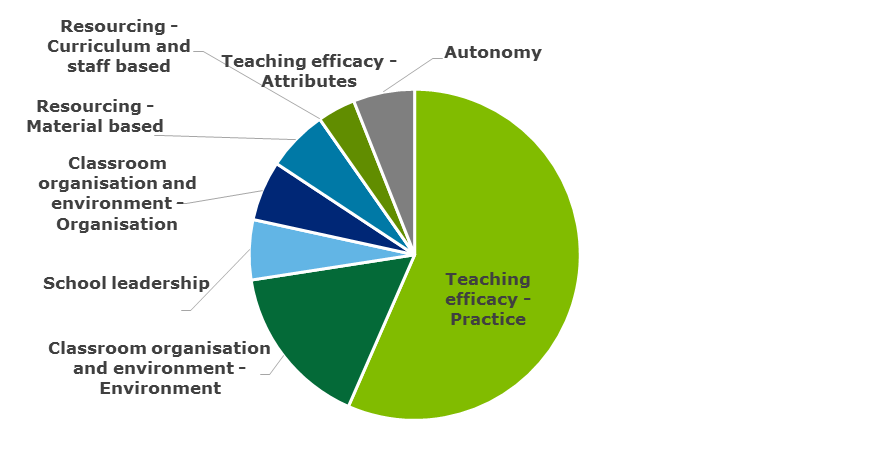 Resourcing -
Curriculum and
staff based
Teaching efficacy -
Attributes
Autonomy
Resourcing -
Material based
Classroom
organisation and
environment -
Organisation
School leadership
Teaching
efficacy -
Practice
Classroom organisation
and environment -
Environment